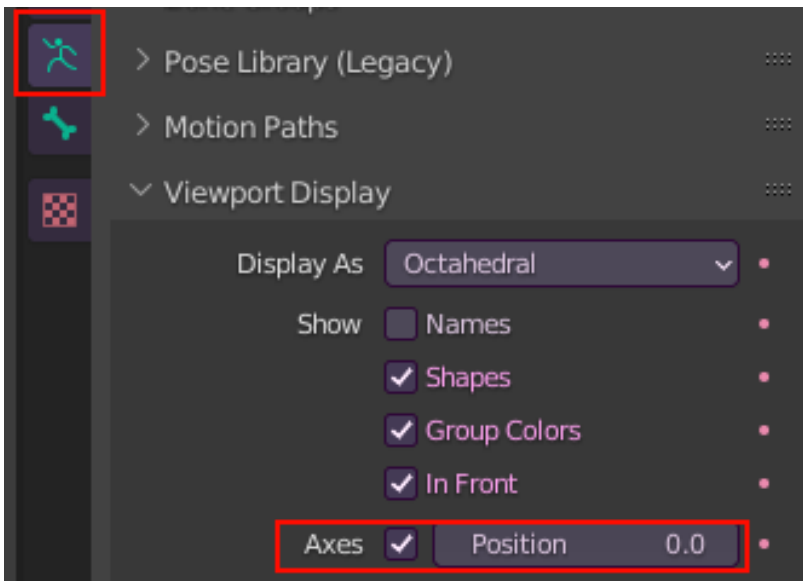 Pose Library (Legacy)
Motion Paths
Viewport Display
Display As Octahedral
Show Names
Shapes
Group Colors
In Front
Axes Position 0.0